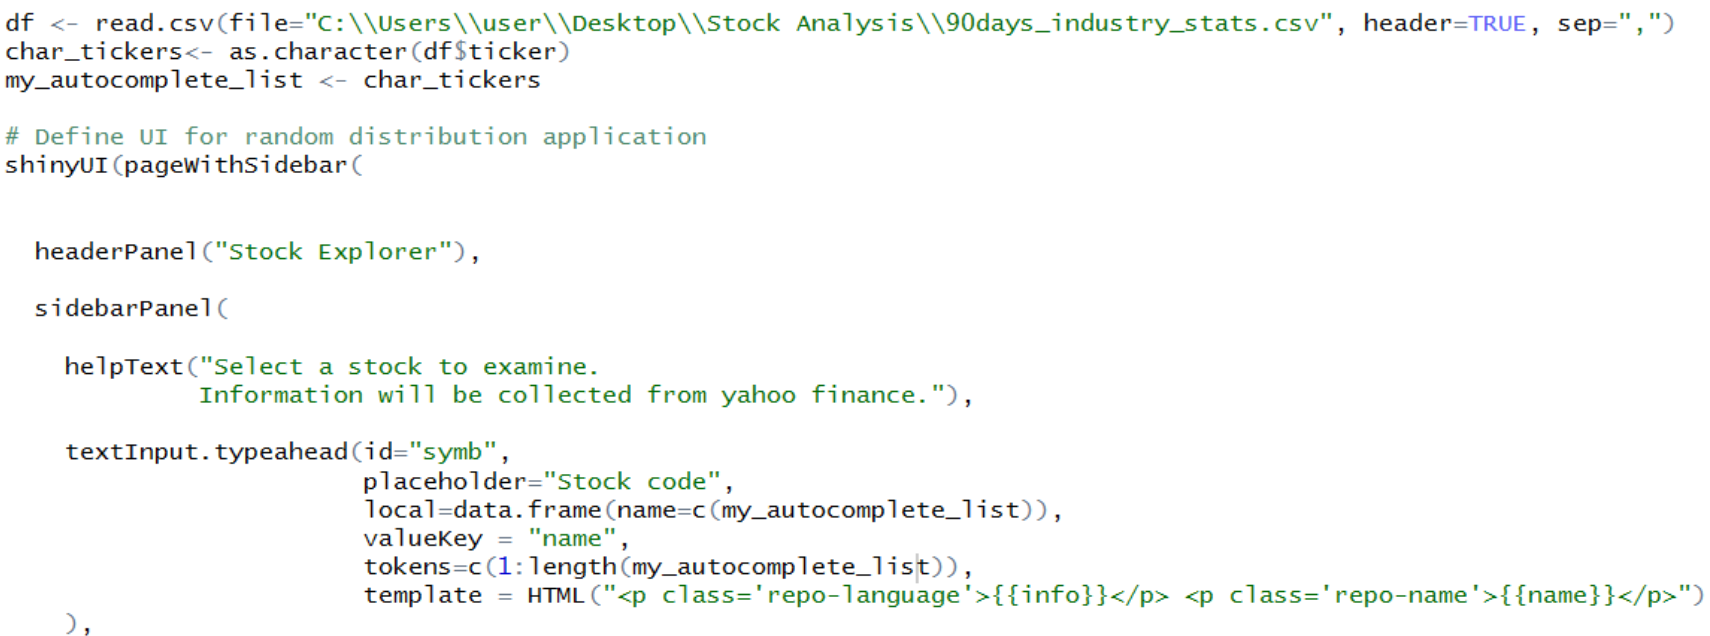 df <- read.csv(file="C:\\Users\\user\\Desktop\\Stock Analysis\\90days_industry_stats.csv", header=TRUE, sep=",")
char_tickers<- as.character(df$ticker)
my_autocomplete_list <- char_tickers
# Define UI for random distribution application
shinyUI(pageWithSidebar(
headerPanel("Stock Explorer"),
sidebarPanel(
helpText("Select a stock to examine.
Information will be collected from yahoo finance."),
textInput.typeahead(id="symb",
placeholder="Stock code",
local=data.frame(name=c(my_autocomplete_list)),
valueKey = "name",
tokens=c(1:length(my_autocomplete_list)),
template = HTML("<p class='repo-language'>{{info}}</p> <p class='repo-name'>{{name}}</p>")
),